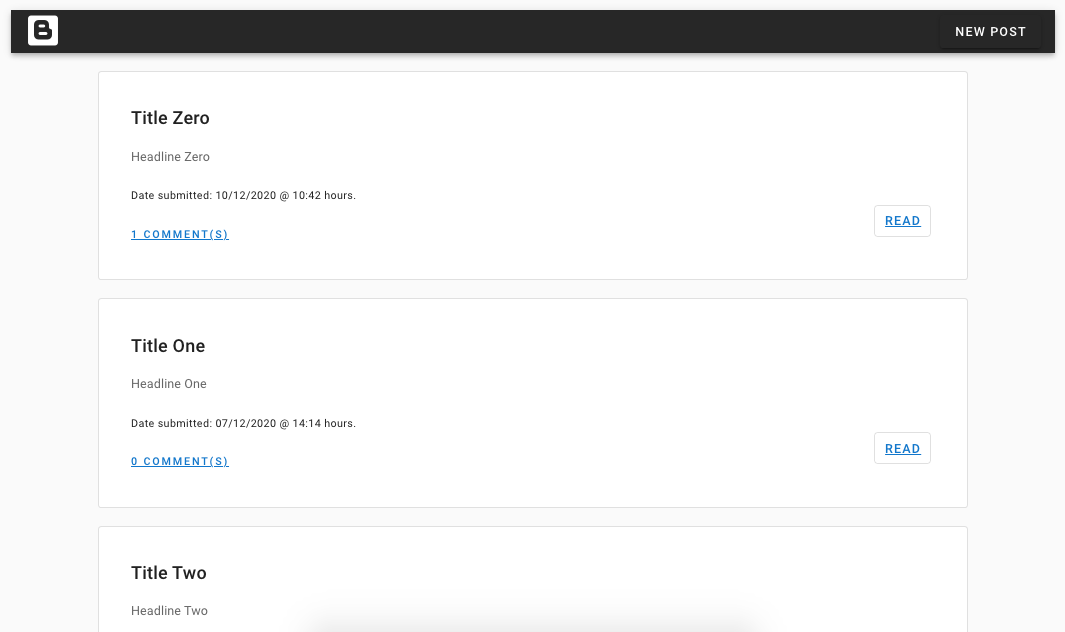 NEW POST
Title Zero
Headline Zero
Date submitted: 10/12/2020 @ 10:42 hours.
1 COMMENT(S)
READ
Title One
Headline One
Date submitted: 07/12/2020 @ 14:14 hours.
0 COMMENT(S)
READ
Title Two
Headline Two